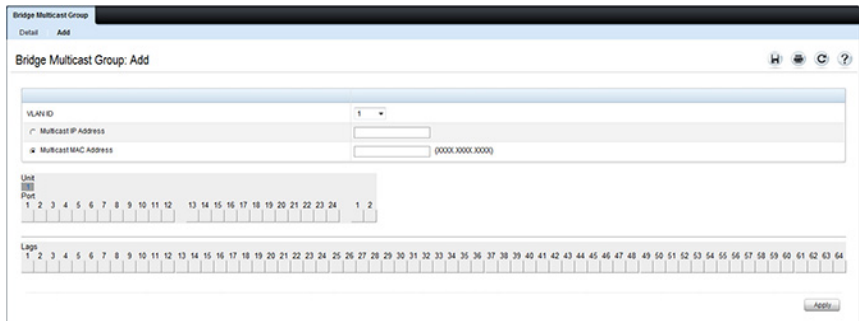 Bridge Multicast Group
Detail Add
Bridge Multicast Group: Add
VLAN ID 1
Multicast IP Address
Multicast MAC Address (XXXX.XXXX.XXXX)
Unit
1
Port
1 2 3 4 5 6 7 8 9 10 11 12 13 14 15 16 17 18 19 20 21 22 23 24 1 2
Lags
1 2 3 4 5 6 7 8 9 10 11 12 13 14 15 16 17 18 19 20 21 22 23 24 25 26 27 28 29 30 31 32 33 34 35 36 37 38 39 40 41 42 43 44 45 46 47 48 49 50 51 52 53 54 55 56 57 58 59 60 61 62 63 64
Apply